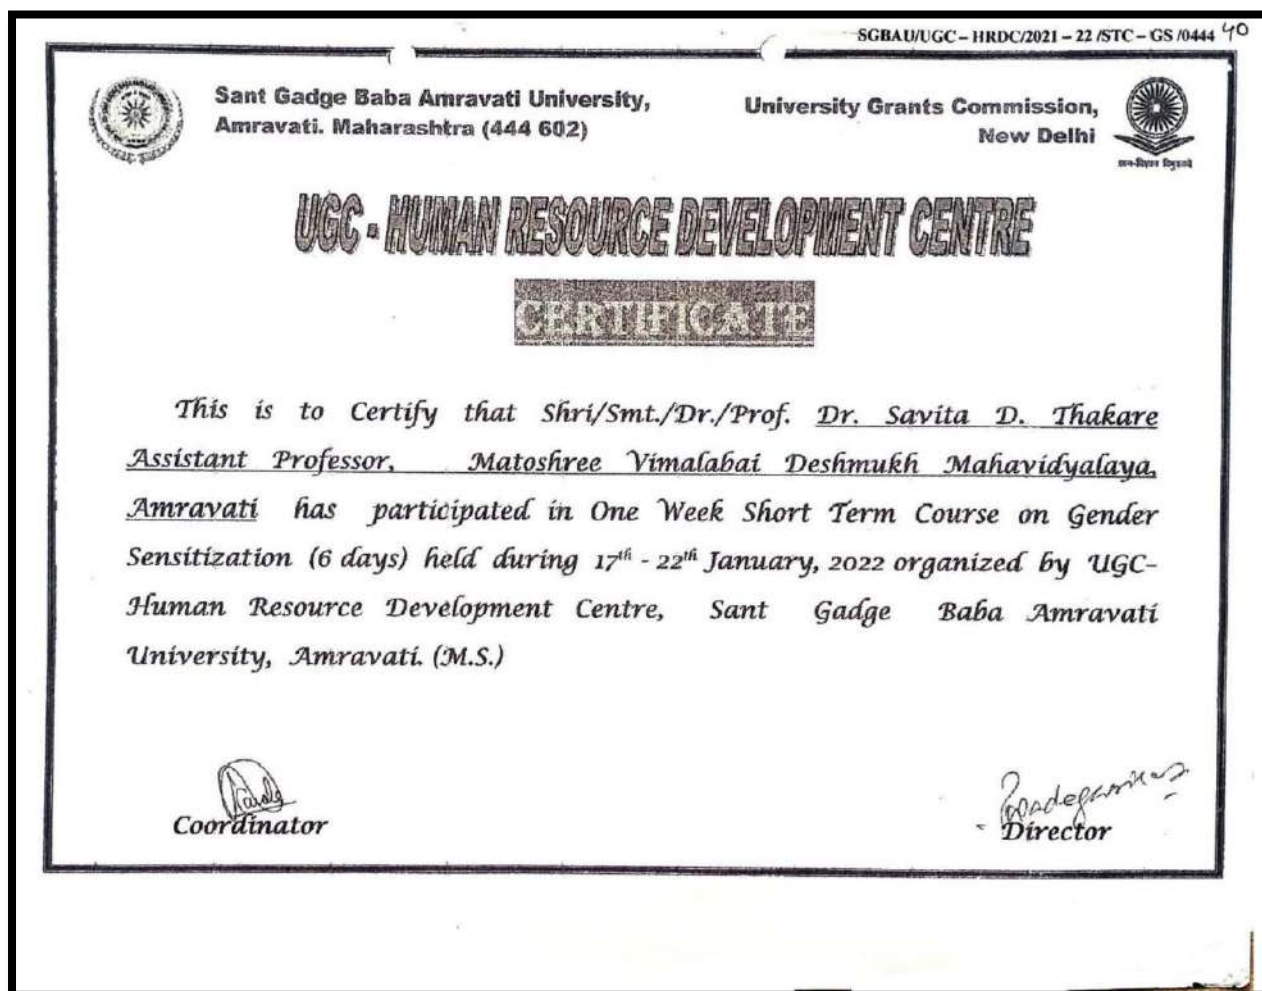 SGBAU/UGC – HRDC/2021 – 22 /STC – GS /0444 40
Sant Gadge Baba Amravati University,
Amravati. Maharashtra (444 602)
University Grants Commission,
New Delhi
ज्ञान-विज्ञान विमुक्तये
UGC - HUMAN RESOURCE DEVELOPMENT CENTRE
CERTIFICATE
This is to Certify that Shri/Smt./Dr./Prof. Dr. Savita D. Thakare
Assistant Professor, Matoshree Vimalabai Deshmukh Mahavidyalaya,
Amravati has participated in One Week Short Term Course on Gender
Sensitization (6 days) held during 17th - 22th January, 2022 organized by UGC-
Human Resource Development Centre, Sant Gadge Baba Amravati
University, Amravati. (M.S.)
Coordinator
Director